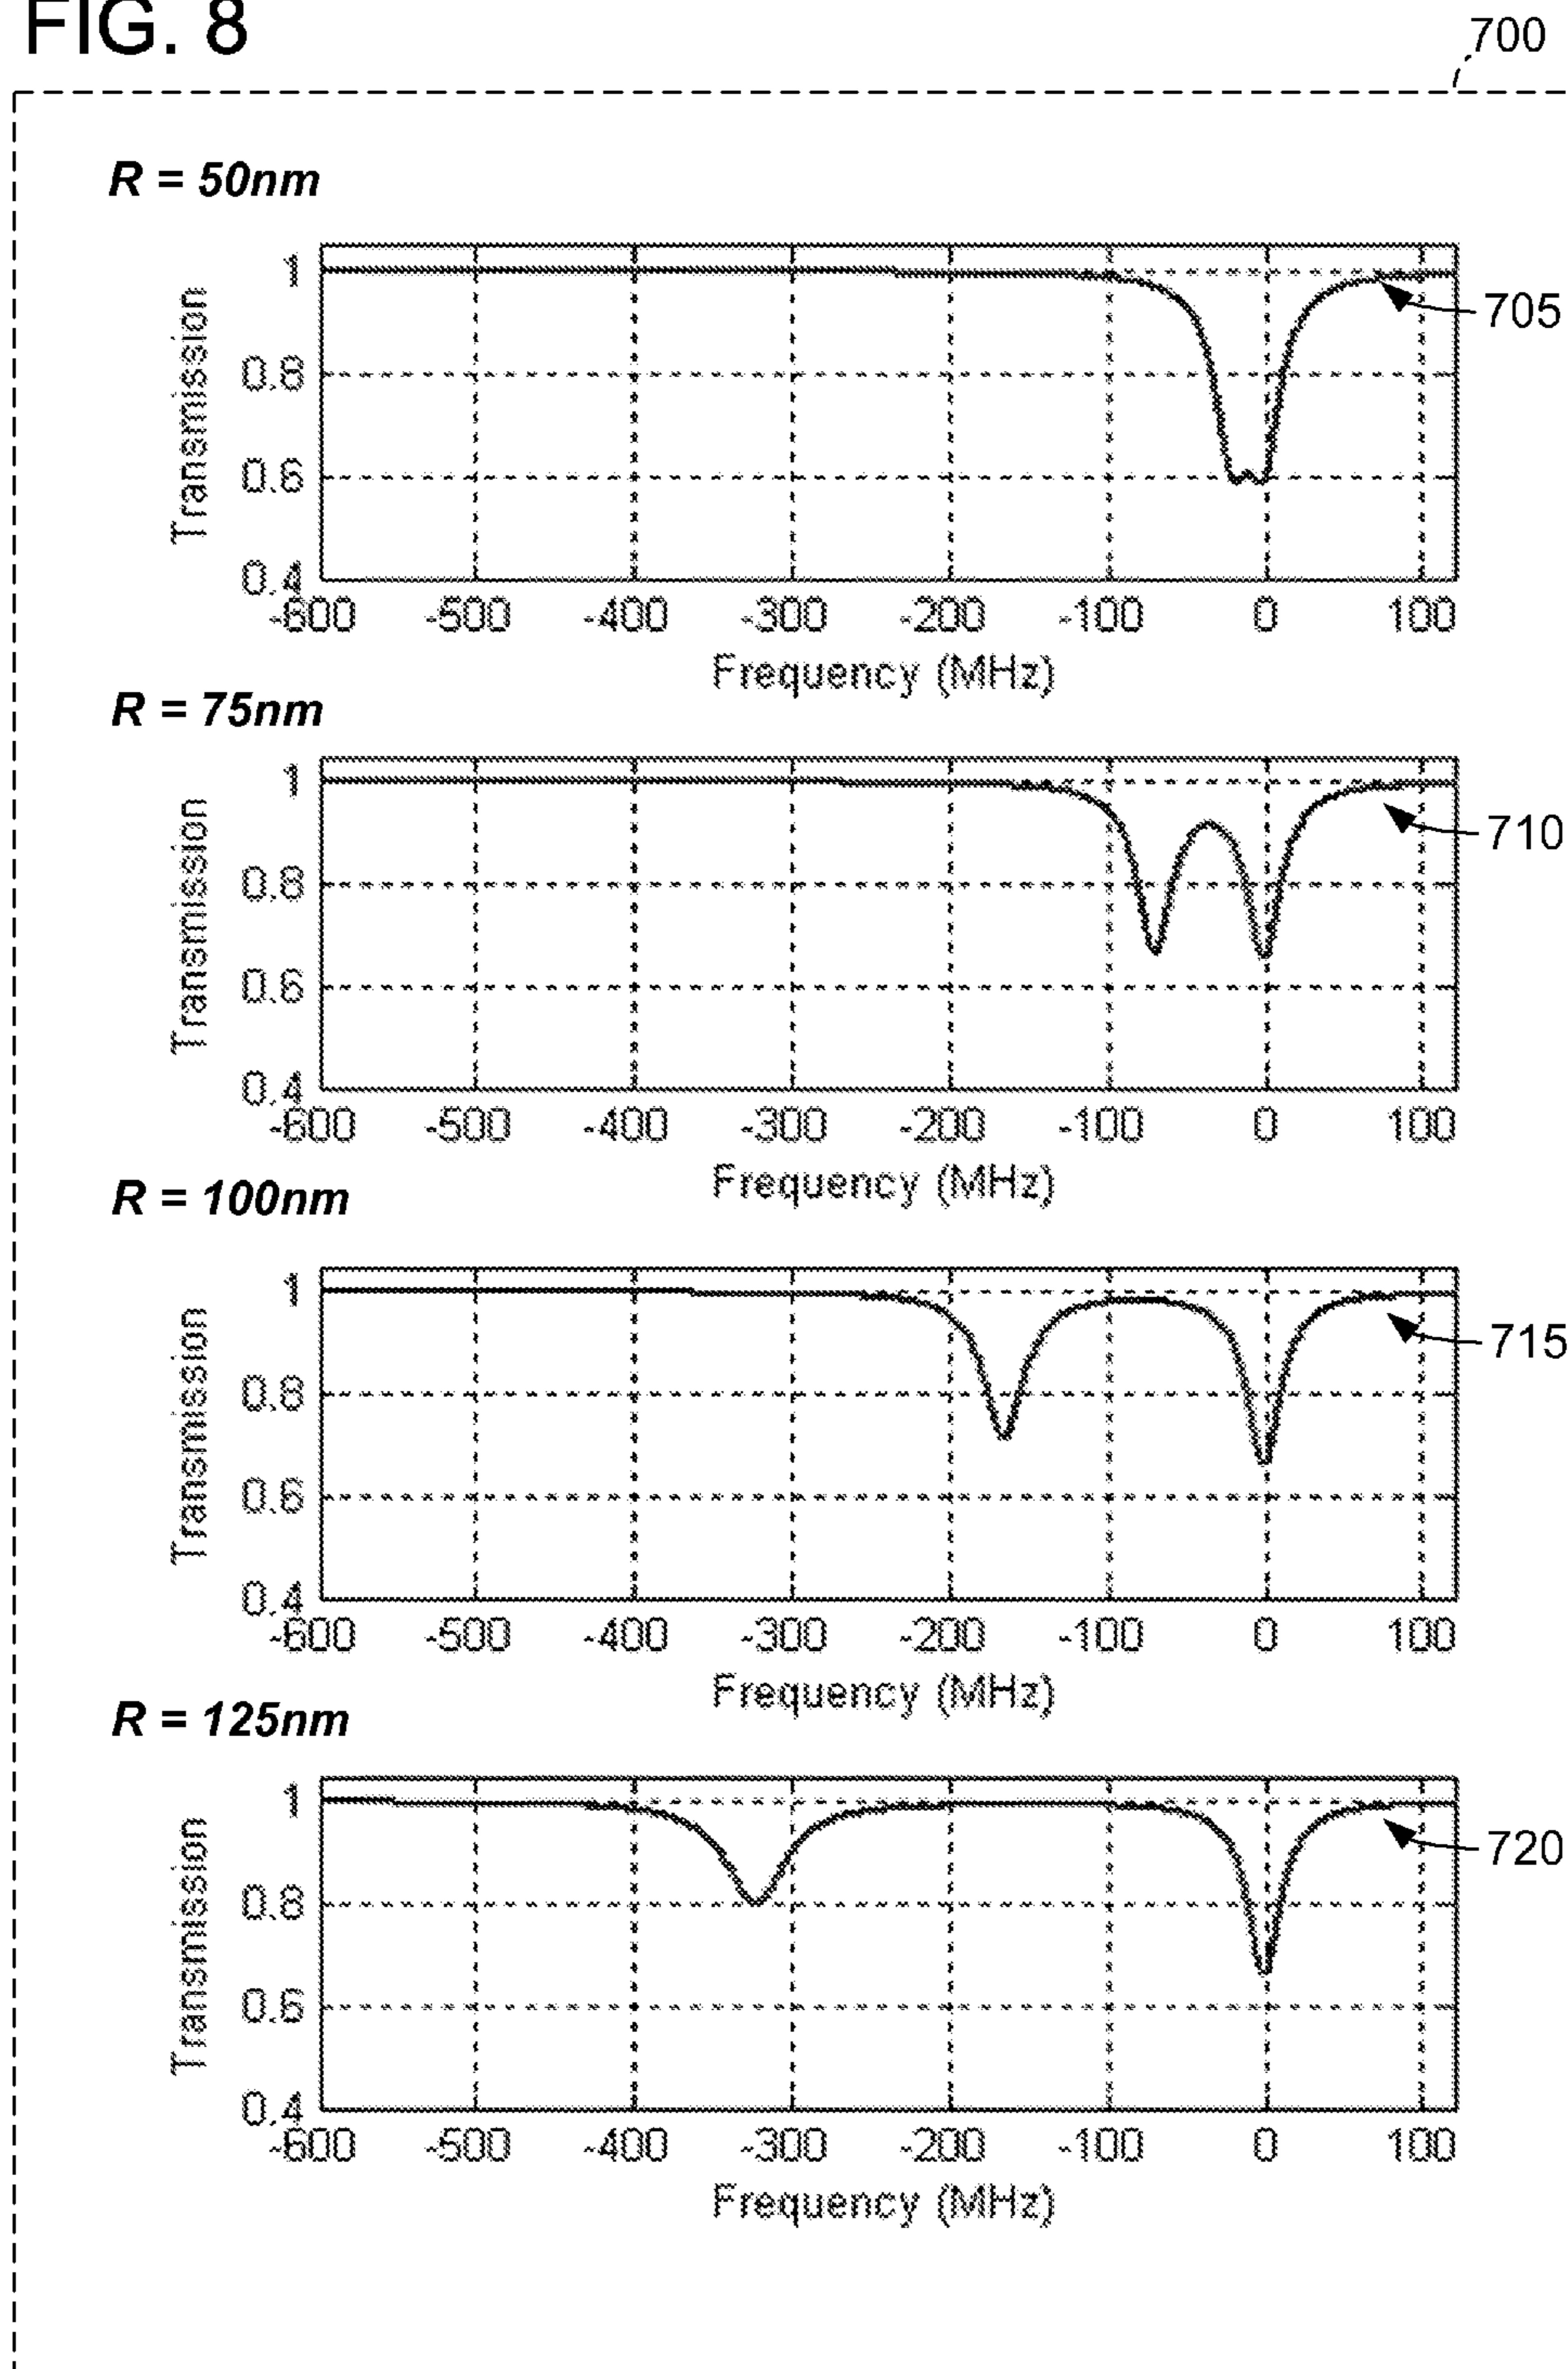 FIG. 8
700
R = 50nm
1
0.8
0.6
0.4
Transmission
705
-600 -500 -400 -300 -200 -100 0 100
Frequency (MHz)
R = 75nm
1
0.8
0.6
0.4
Transmission
710
-600 -500 -400 -300 -200 -100 0 100
Frequency (MHz)
R = 100nm
1
0.8
0.6
0.4
Transmission
715
-600 -500 -400 -300 -200 -100 0 100
Frequency (MHz)
R = 125nm
1
0.8
0.6
0.4
Transmission
720
-600 -500 -400 -300 -200 -100 0 100
Frequency (MHz)